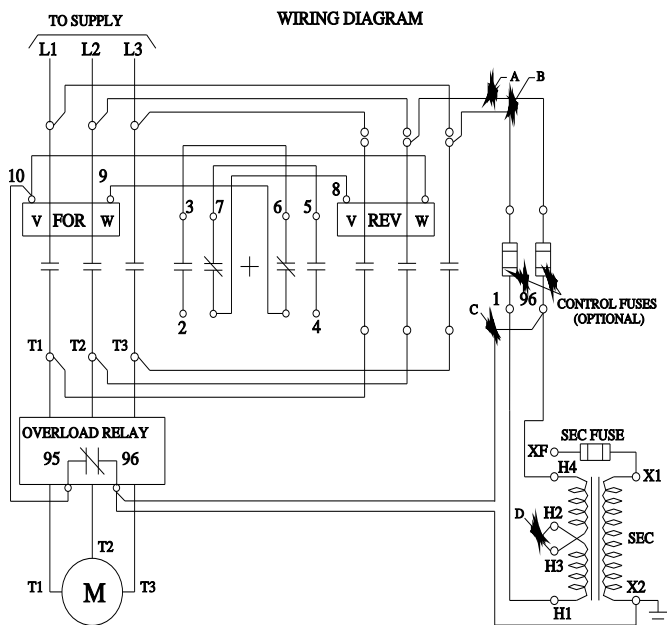 WIRING DIAGRAM
TO SUPPLY
L1 L2 L3
A B
10 9 8
3 7 6 5
V FOR W
V REV W
1 96
CONTROL FUSES
(OPTIONAL)
C
2 4
T1 T2 T3
OVERLOAD RELAY
95 96
SEC FUSE
XF
H4 X1
H2
D
SEC
H3
T2
X2
T1 M T3
H1